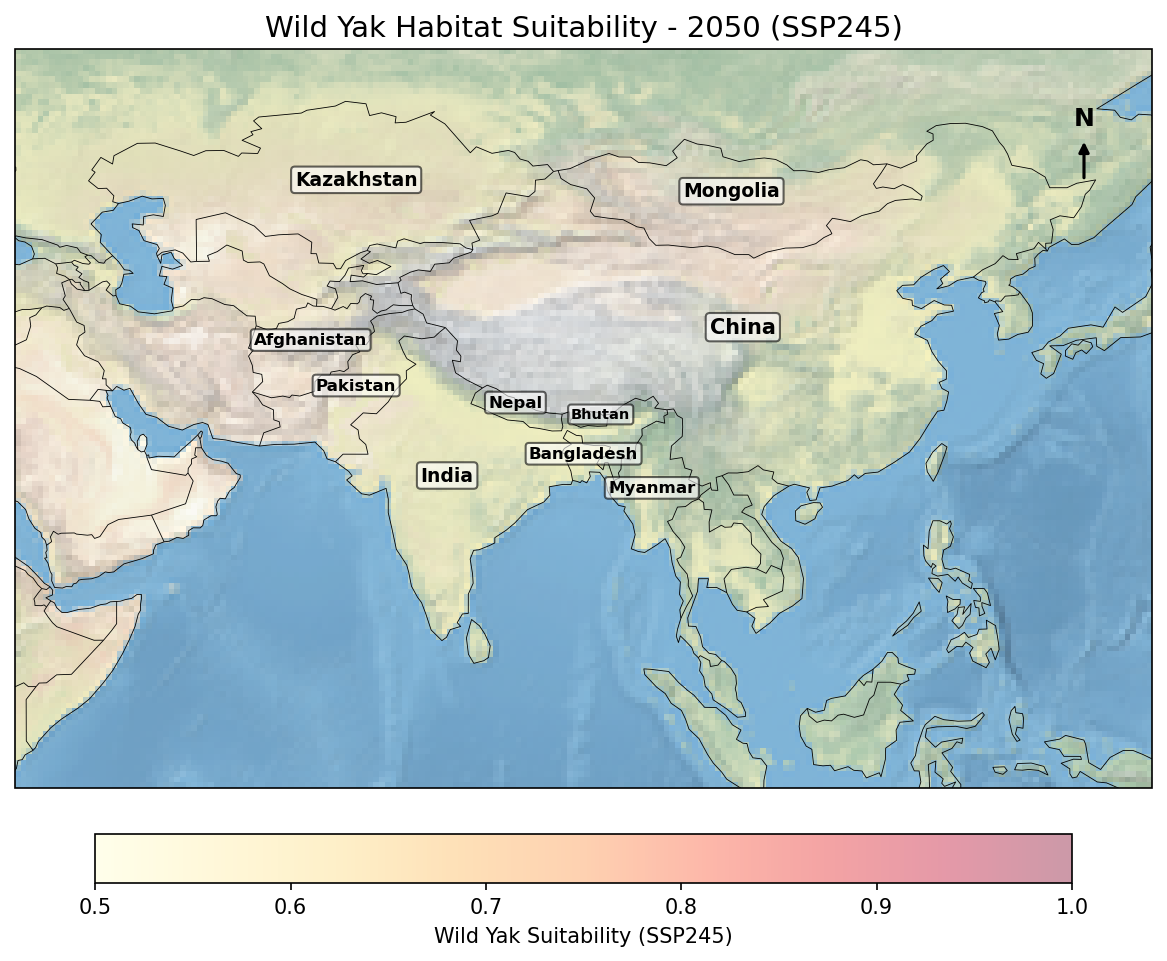 Wild Yak Habitat Suitability - 2050 (SSP245)
N
Kazakhstan
Mongolia
China
Afghanistan
Pakistan
Nepal
Bhutan
Bangladesh
India
Myanmar
0.5 0.6 0.7 0.8 0.9 1.0
Wild Yak Suitability (SSP245)